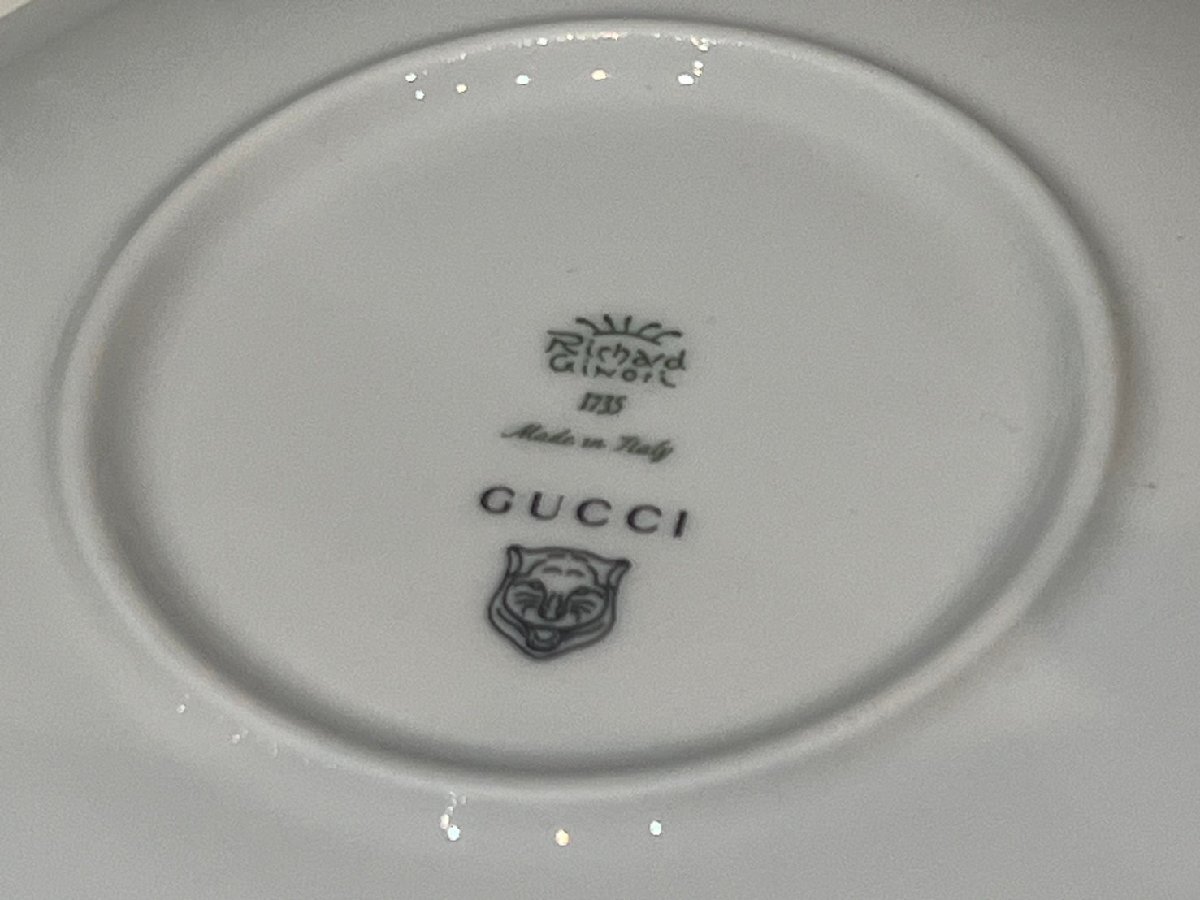 Richard
GiNori
1735
Made in Italy
GUCCI